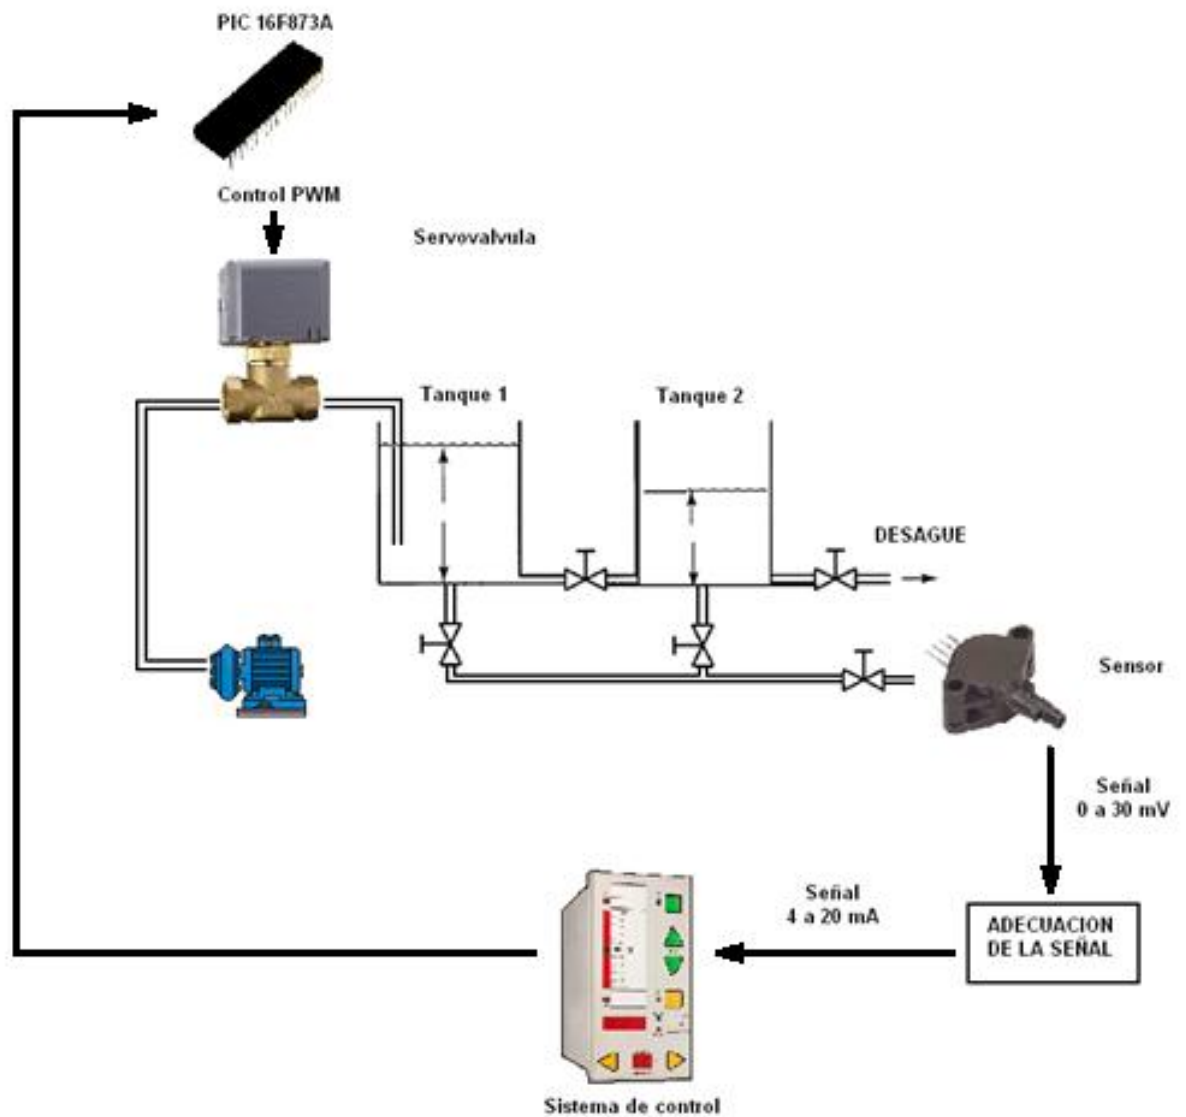 PIC 16F873A
Control PWM
Servovalvula
Tanque 1
Tanque 2
DESAGUE
Sensor
Señal
0 a 30 mV
Señal
4 a 20 mA
ADECUACION
DE LA SEÑAL
Sistema de control